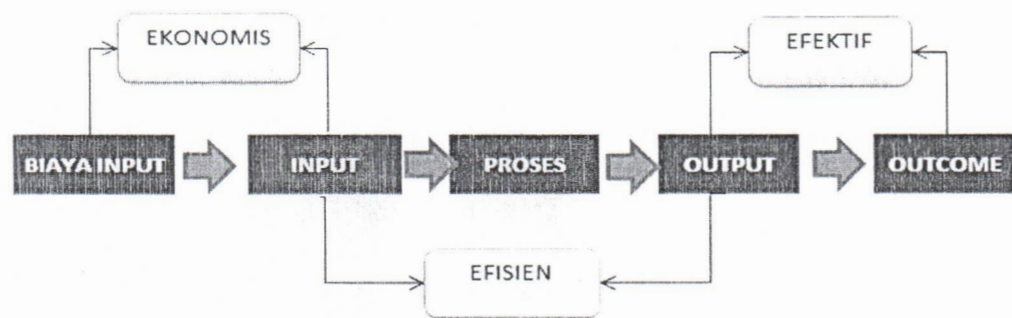 EKONOMIS
EFEKTIF
BIAYA INPUT
INPUT
PROSES
OUTPUT
OUTCOME
EFISIEN